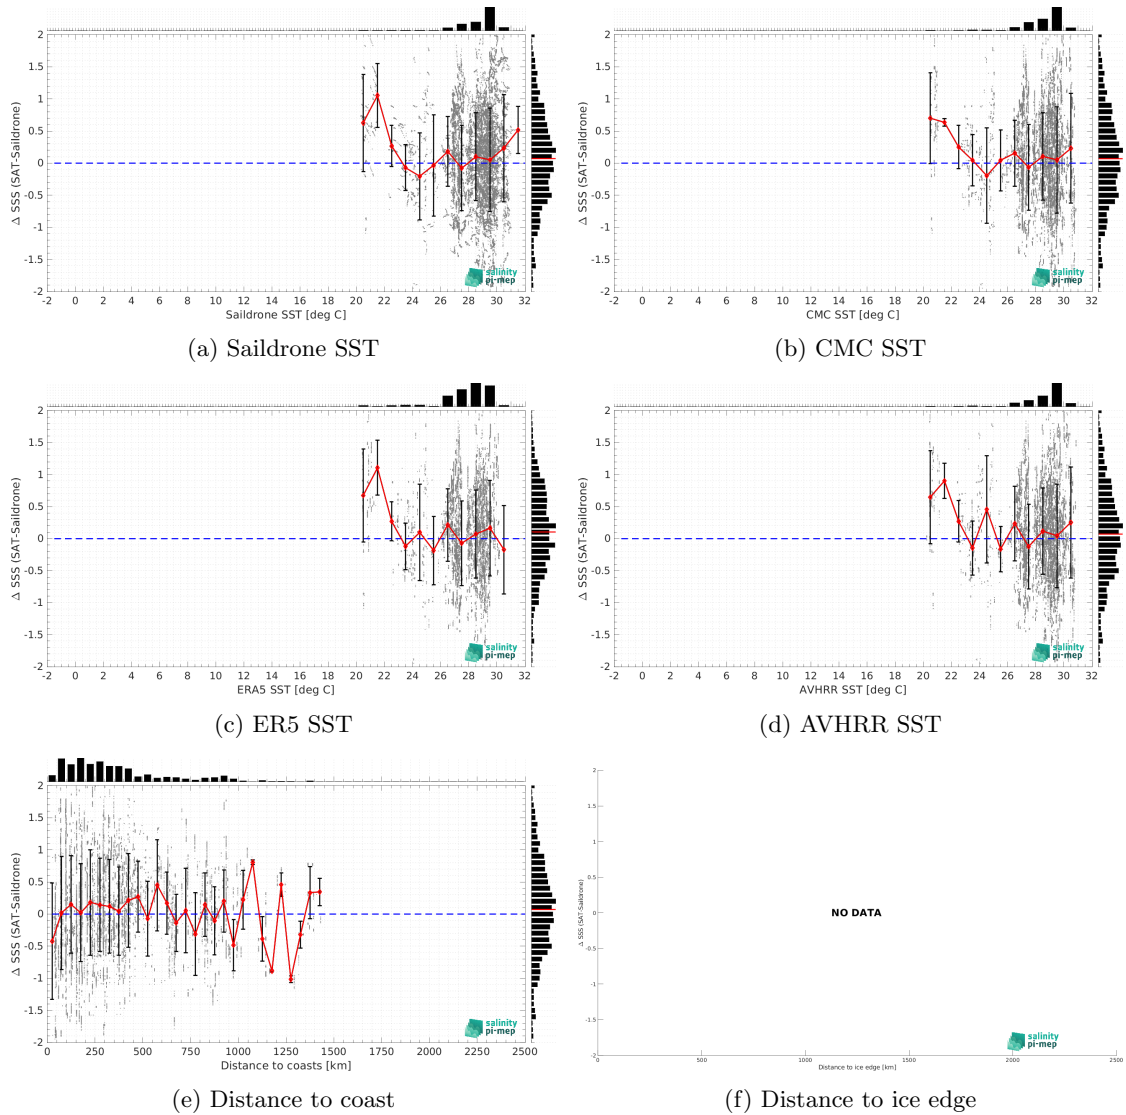 2
1.5
1
0.5
0
-0.5
-1
-1.5
-2
Δ SSS (SAT-Saildrone)
-2 0 2 4 6 8 10 12 14 16 18 20 22 24 26 28 30 32
Saildrone SST [deg C]
salinity
pi-mep
(a) Saildrone SST
2
1.5
1
0.5
0
-0.5
-1
-1.5
-2
Δ SSS (SAT-Saildrone)
-2 0 2 4 6 8 10 12 14 16 18 20 22 24 26 28 30 32
CMC SST [deg C]
salinity
pi-mep
(b) CMC SST
2
1.5
1
0.5
0
-0.5
-1
-1.5
-2
Δ SSS (SAT-Saildrone)
-2 0 2 4 6 8 10 12 14 16 18 20 22 24 26 28 30 32
ERA5 SST [deg C]
salinity
pi-mep
(c) ER5 SST
2
1.5
1
0.5
0
-0.5
-1
-1.5
-2
Δ SSS (SAT-Saildrone)
-2 0 2 4 6 8 10 12 14 16 18 20 22 24 26 28 30 32
AVHRR SST [deg C]
salinity
pi-mep
(d) AVHRR SST
2
1.5
1
0.5
0
-0.5
-1
-1.5
-2
Δ SSS (SAT-Saildrone)
0 250 500 750 1000 1250 1500 1750 2000 2250 2500
Distance to coasts [km]
salinity
pi-mep
(e) Distance to coast
2
1.5
1
0.5
0
-0.5
-1
-1.5
-2
Δ SSS (SAT-Saildrone)
NO DATA
0 500 1000 1500 2000 2500
Distance to ice edge [km]
salinity
pi-mep
(f) Distance to ice edge